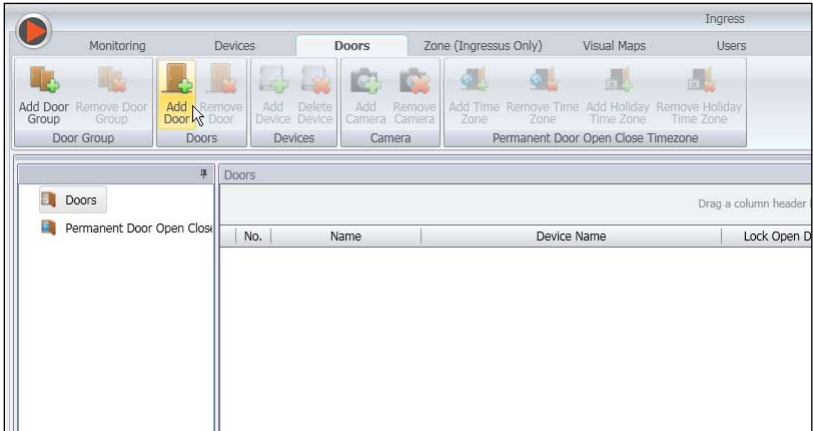 Ingress
Monitoring Devices Doors Zone (Ingressus Only) Visual Maps Users
Add Door Group Remove Door Group Add Door Remove Door Add Device Delete Device Add Camera Remove Camera Add Time Zone Remove Time Zone Add Holiday Time Zone Remove Holiday Time Zone
Door Group Doors Devices Camera Permanent Door Open Close Timezone
Doors
Doors
Drag a column header
Permanent Door Open Close
No. Name Device Name Lock Open D